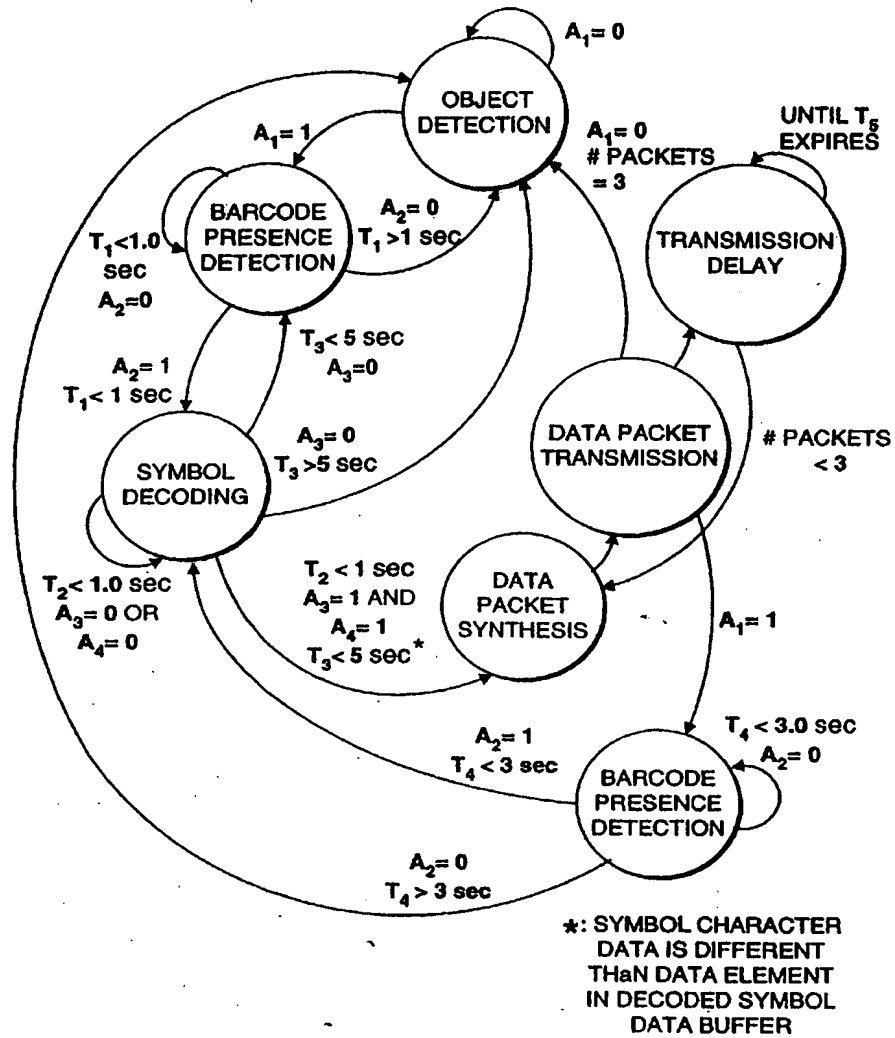 A₁= 0
OBJECT
DETECTION
A₁= 1
A₁= 0
# PACKETS
= 3
UNTIL T₅
EXPIRES
BARCODE
PRESENCE
DETECTION
T₁<1.0
sec
A₂=0
A₂= 0
T₁ >1 sec
TRANSMISSION
DELAY
A₂= 1
T₁< 1 sec
T₃< 5 sec
A₃=0
SYMBOL
DECODING
A₃= 0
T₃ >5 sec
DATA PACKET
TRANSMISSION
# PACKETS
< 3
T₂< 1.0 sec
A₃= 0 OR
A₄= 0
T₂ < 1 sec
A₃= 1 AND
A₄= 1
T₃< 5 sec*
DATA
PACKET
SYNTHESIS
A₁= 1
A₂= 1
T₄ < 3 sec
BARCODE
PRESENCE
DETECTION
T₄ < 3.0 sec
A₂= 0
A₂= 0
T₄ > 3 sec
*: SYMBOL CHARACTER
DATA IS DIFFERENT
THaN DATA ELEMENT
IN DECODED SYMBOL
DATA BUFFER